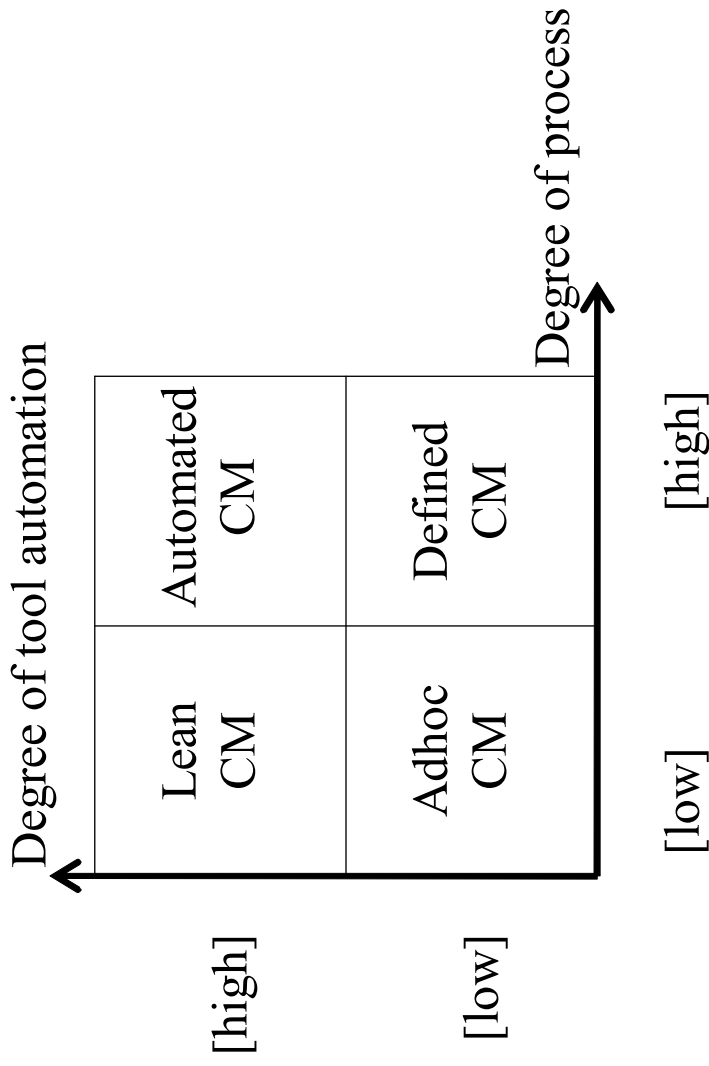 Degree of tool automation
[high]
Lean
CM
Automated
CM
[low]
Adhoc
CM
Defined
CM
Degree of process
[low]
[high]